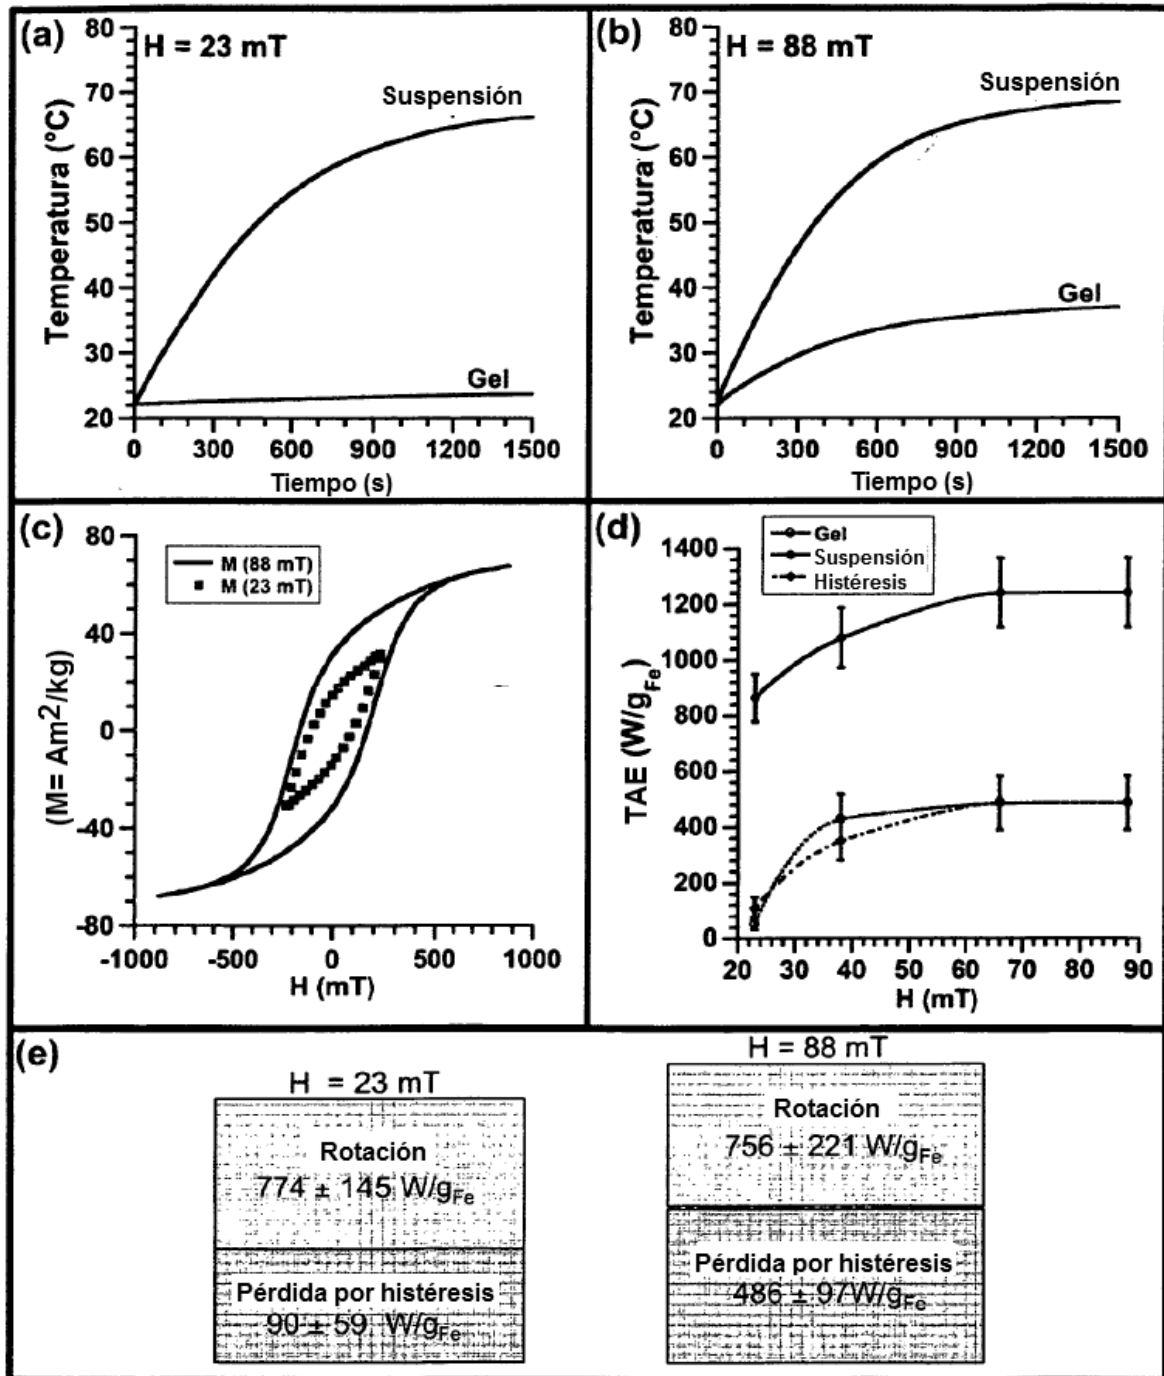 (a)
H = 23 mT
Suspensión
Gel
Temperatura (°C)
80
70
60
50
40
30
20
0 300 600 900 1200 1500
Tiempo (s)
(b)
H = 88 mT
Suspensión
Gel
Temperatura (°C)
80
70
60
50
40
30
20
0 300 600 900 1200 1500
Tiempo (s)
(c)
M (88 mT)
M (23 mT)
(M= Am2/kg)
80
40
0
-40
-80
-1000 -500 0 500 1000
H (mT)
(d)
Gel
Suspensión
Histéresis
TAE (W/gFe)
1400
1200
1000
800
600
400
200
0
20 30 40 50 60 70 80 90
H (mT)
(e)
H = 23 mT
Rotación
774 ± 145 W/gFe
Pérdida por histéresis
90 ± 59 W/gFe
H = 88 mT
Rotación
756 ± 221 W/gFe
Pérdida por histéresis
486 ± 97W/gFe